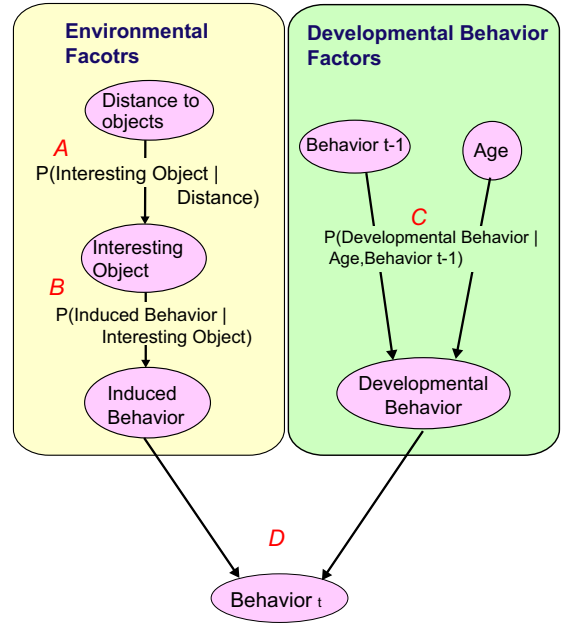 Environmental
Facotrs
Distance to
objects
A
P(Interesting Object |
Distance)
Interesting
Object
B
P(Induced Behavior |
Interesting Object)
Induced
Behavior
Developmental Behavior
Factors
Behavior t-1
Age
C
P(Developmental Behavior |
Age,Behavior t-1)
Developmental
Behavior
D
Behavior t